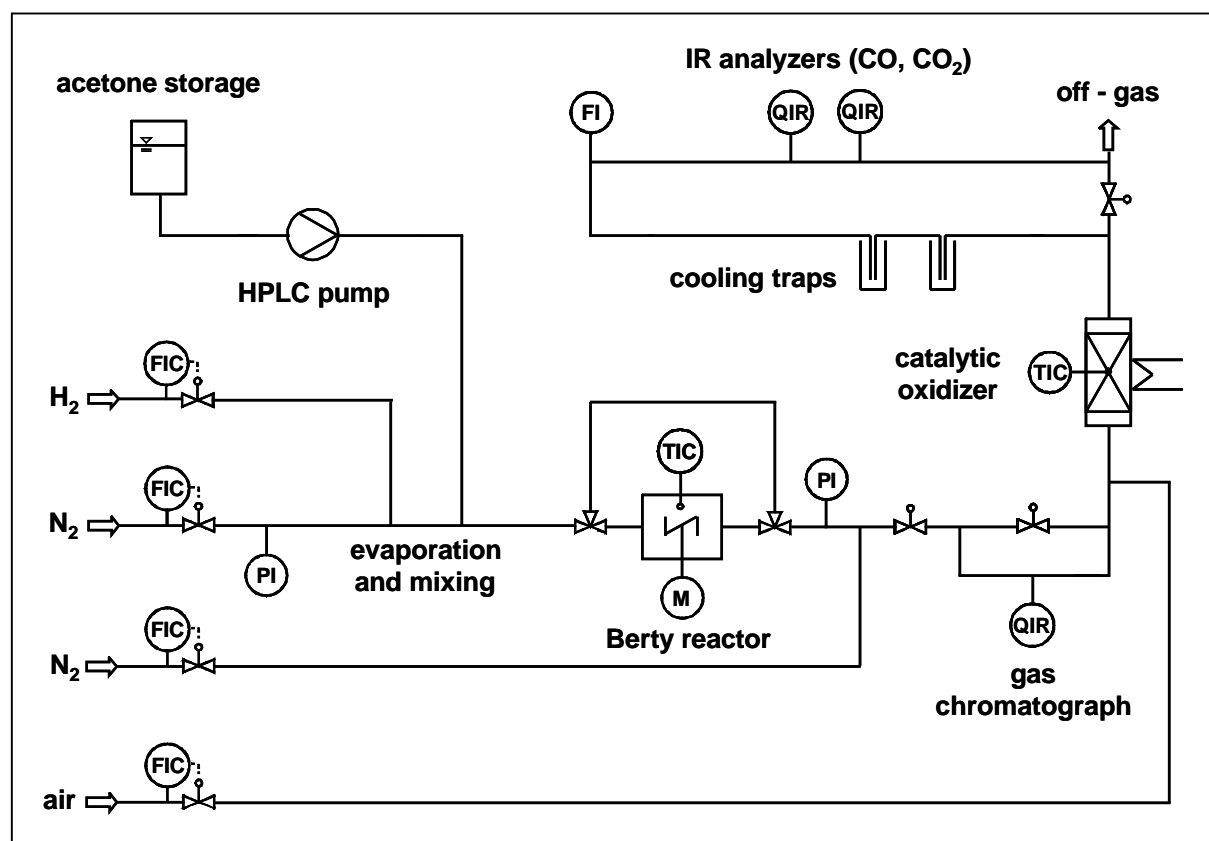 IR analyzers (CO, CO₂)
acetone storage
off - gas
FI
QIR
QIR
cooling traps
HPLC pump
FIC
H₂
catalytic
oxidizer
TIC
TIC
FIC
PI
N₂
evaporation
and mixing
PI
M
Berty reactor
FIC
QIR
N₂
gas
chromatograph
FIC
air